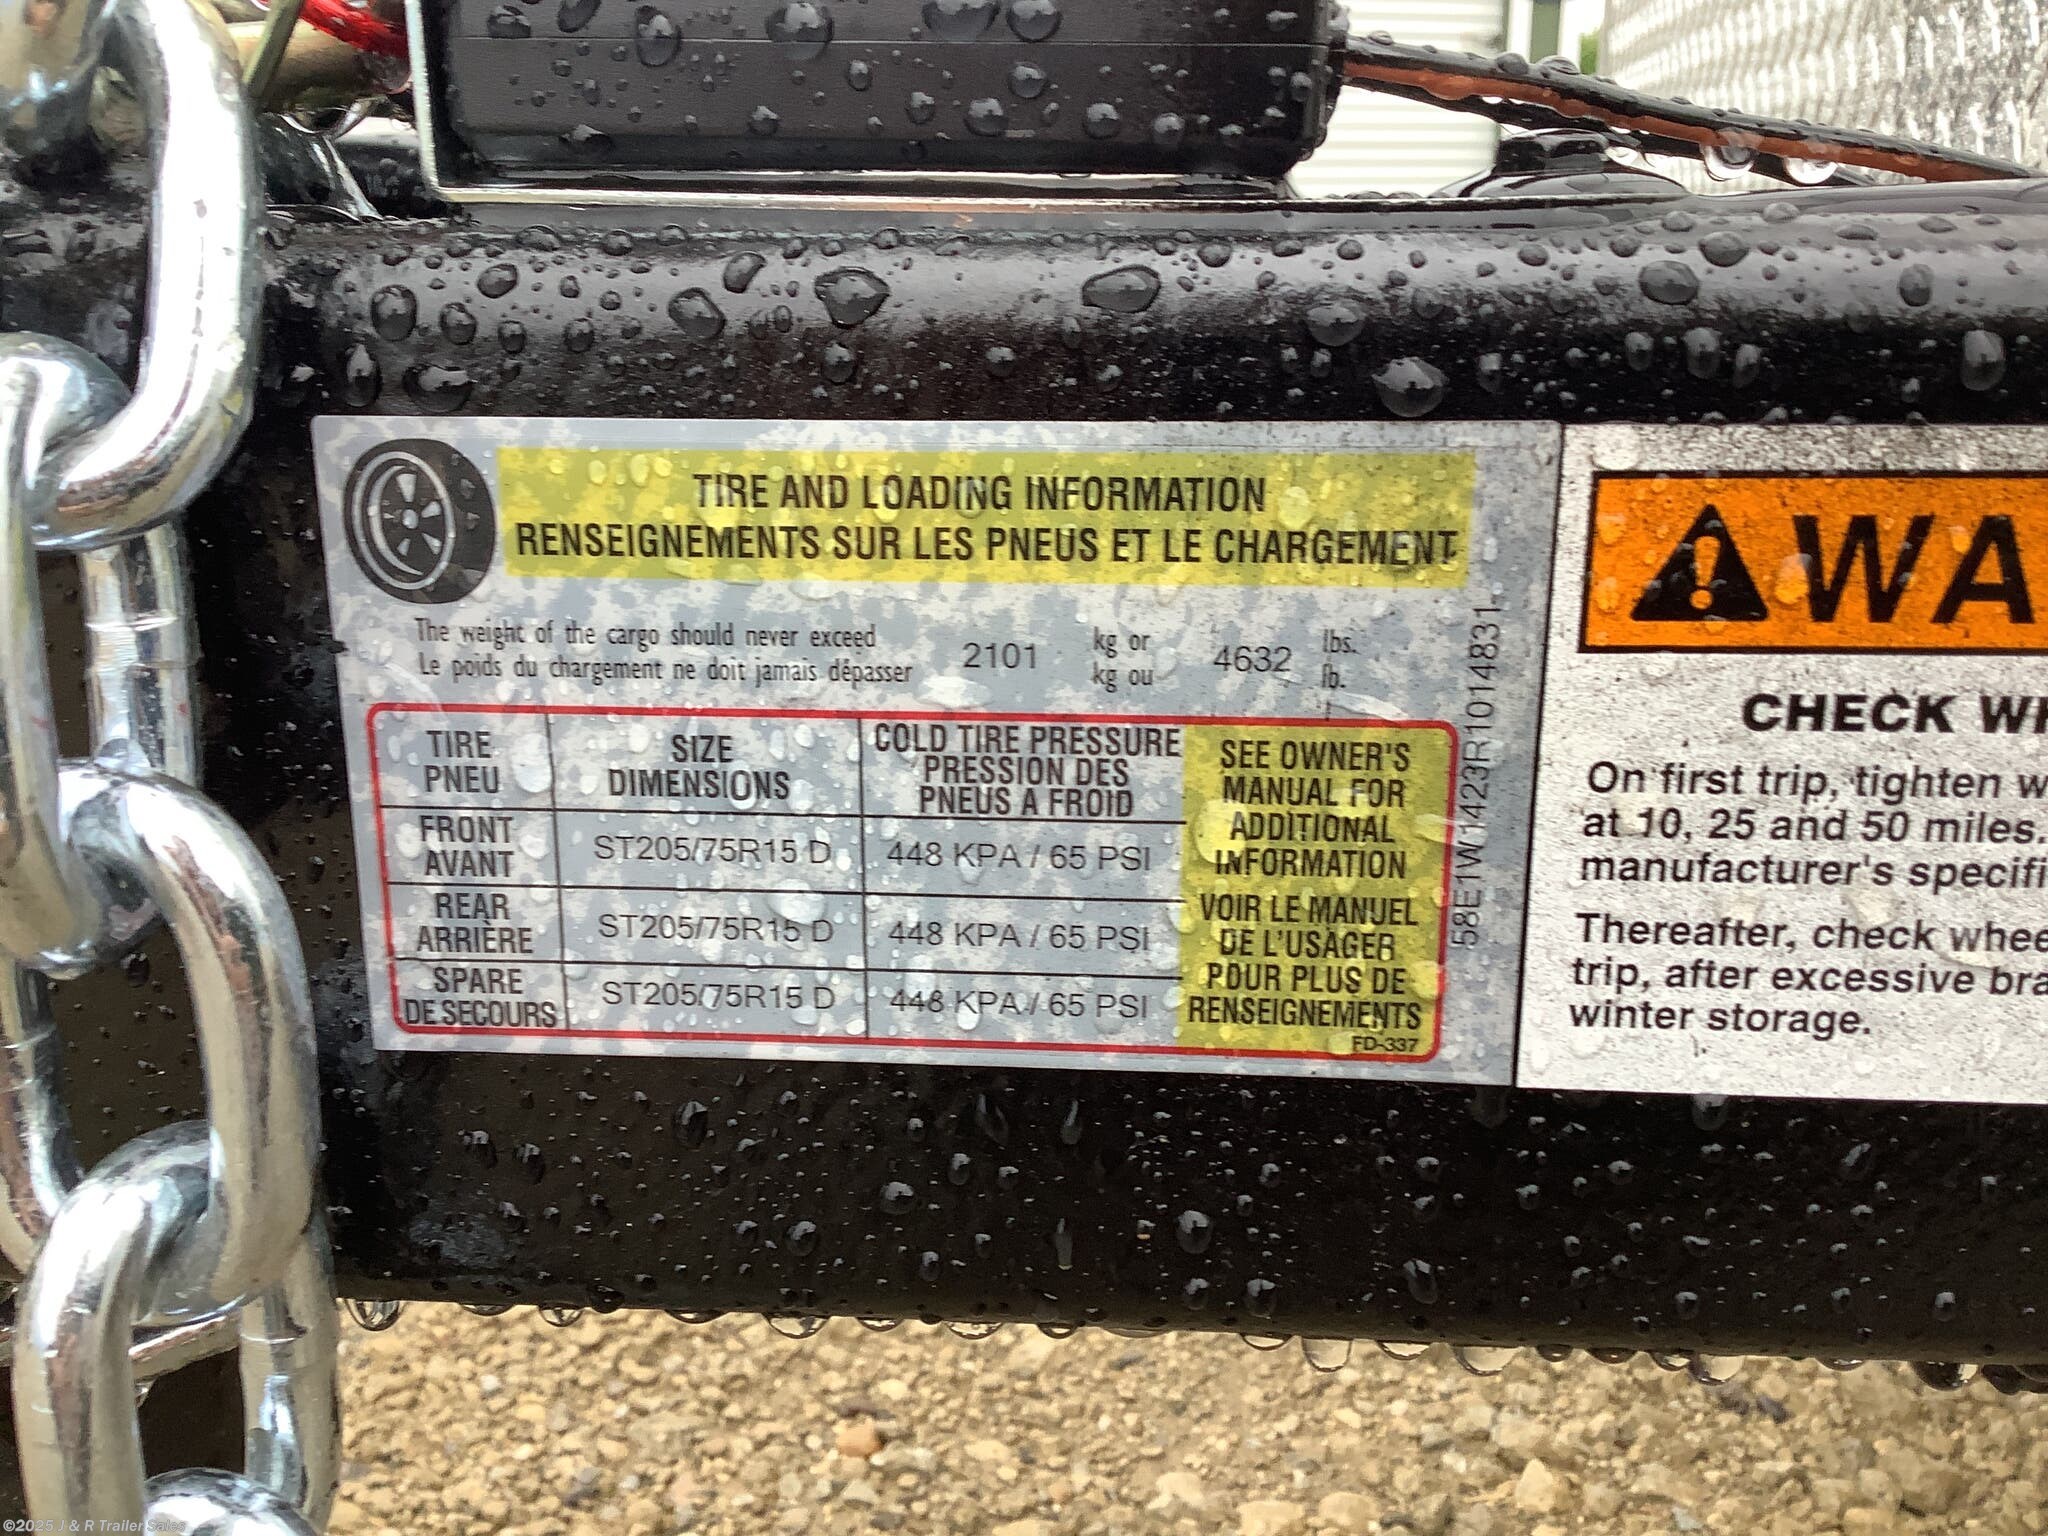 TIRE AND LOADING INFORMATION
RENSEIGNEMENTS SUR LES PNEUS ET LE CHARGEMENT
The weight of the cargo should never exceed
Le poids du chargement ne doit jamais dépasser
2101
kg or
kg ou
4632
lbs.
lb.
TIRE
PNEU
SIZE
DIMENSIONS
COLD TIRE PRESSURE
PRESSION DES
PNEUS A FROID
FRONT
AVANT
ST205/75R15 D
448 KPA / 65 PSI
REAR
ARRIÈRE
ST205/75R15 D
448 KPA / 65 PSI
SPARE
DE SECOURS
ST205/75R15 D
448 KPA / 65 PSI
SEE OWNER'S
MANUAL FOR
ADDITIONAL
INFORMATION
VOIR LE MANUEL
DE L'USAGER
POUR PLUS DE
RENSEIGNEMENTS
FD-337
58E1W1423R1014831
WA
CHECK WH
On first trip, tighten w
at 10, 25 and 50 miles.
manufacturer's specifi
Thereafter, check whee
trip, after excessive bra
winter storage.
©2025 J & R Trailer Sales